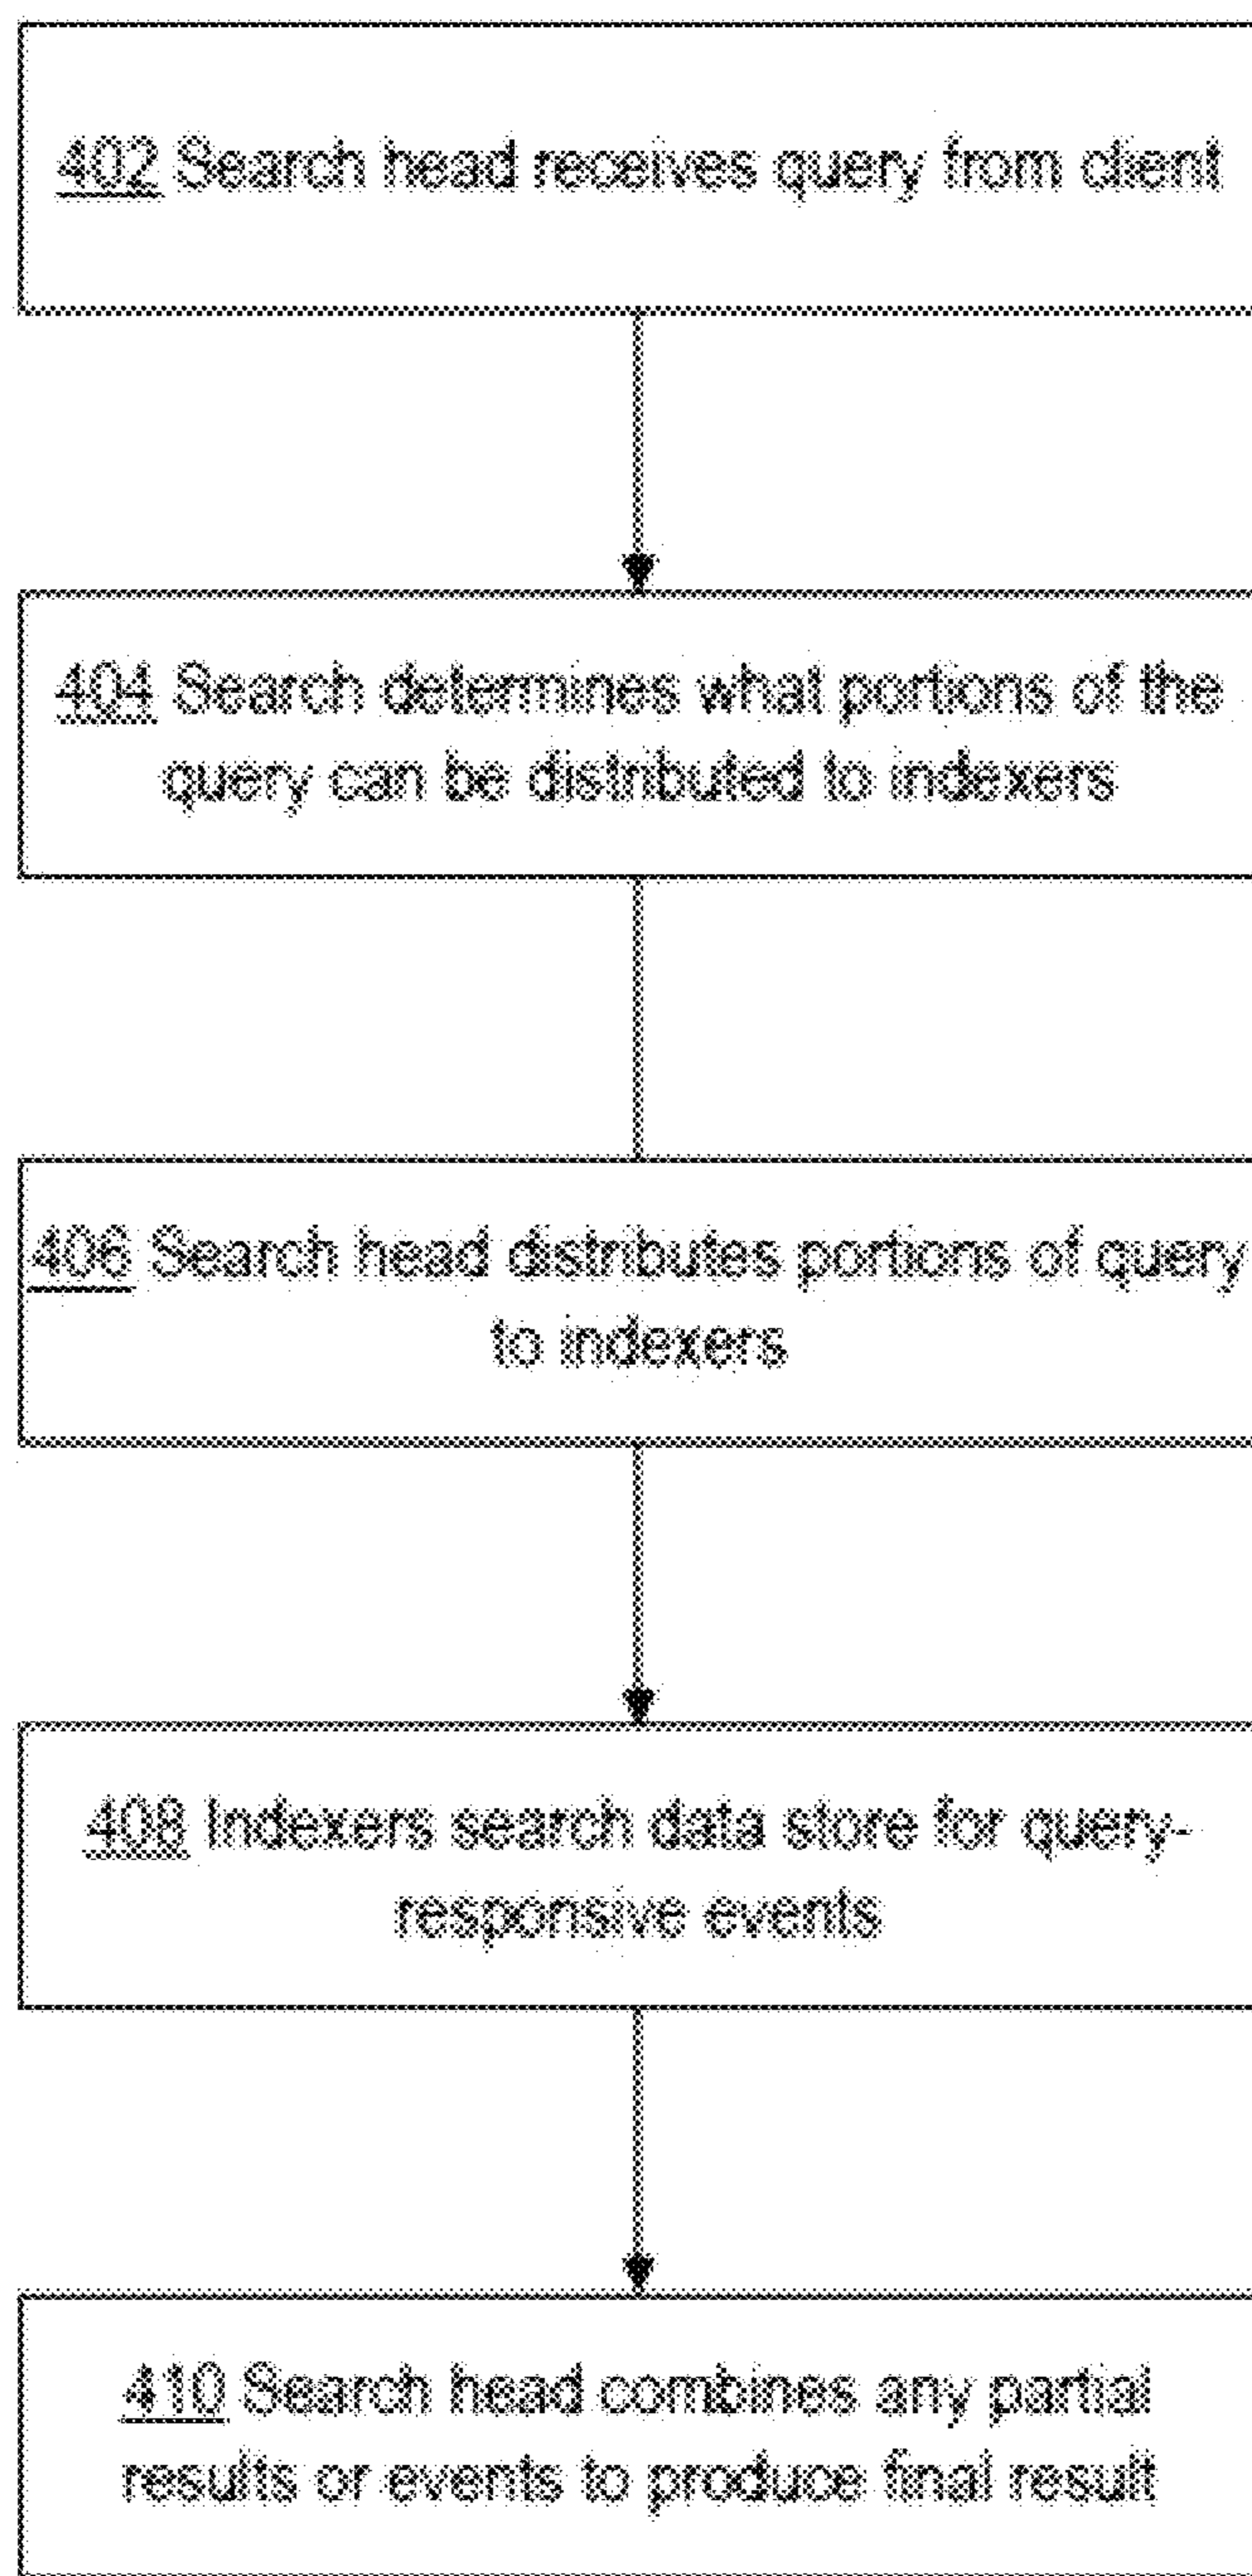 402 Search head receives query from client
404 Search determines what portions of the
query can be distributed to indexers
406 Search head distributes portions of query
to indexers
408 Indexers search data store for query-
responsive events
410 Search head combines any partial
results or events to produce final result